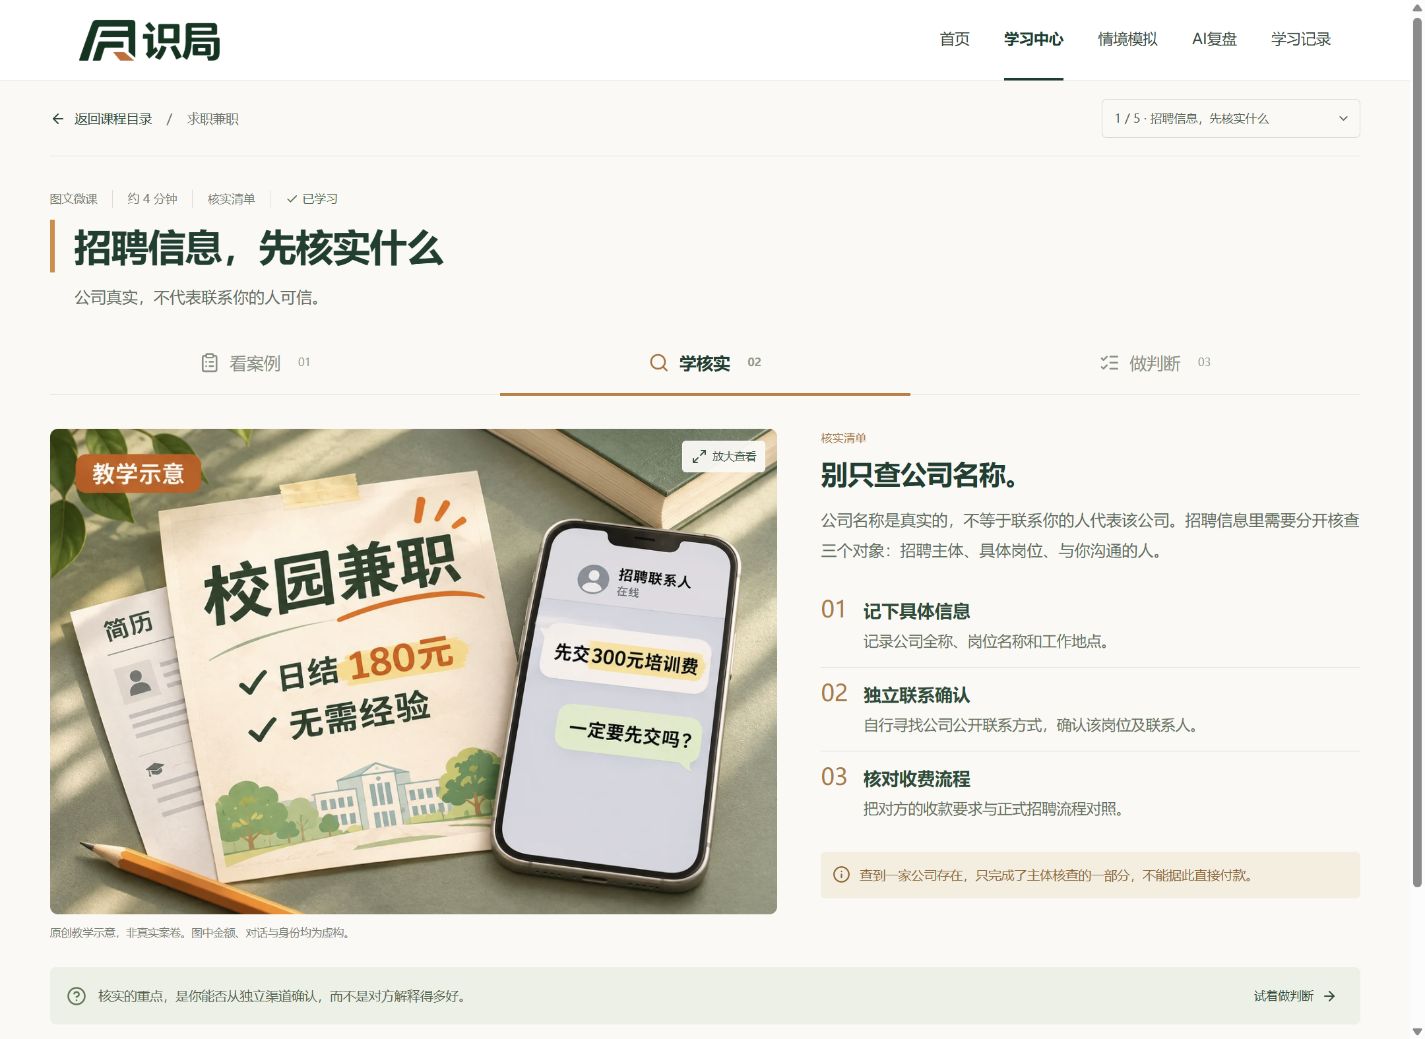 识局
首页
学习中心
情境模拟
AI复盘
学习记录
返回课程目录 / 求职兼职
1 / 5 · 招聘信息，先核实什么
图文微课
约 4 分钟
核实清单
已学习
招聘信息，先核实什么
公司真实，不代表联系你的人可信。
看案例 01
学核实 02
做判断 03
教学示意
放大查看
简历
校园兼职
日结180元
无需经验
招聘联系人
在线
先交300元培训费
一定要先交吗？
原创教学示意，非真实案卷。图中金额、对话与身份均为虚构。
核实清单
别只查公司名称。
公司名称是真实的，不等于联系你的人代表该公司。招聘信息里需要分开核查
三个对象：招聘主体、具体岗位、与你沟通的人。
01 记下具体信息
记录公司全称、岗位名称和工作地点。
02 独立联系确认
自行寻找公司公开联系方式，确认该岗位及联系人。
03 核对收费流程
把对方的收款要求与正式招聘流程对照。
查到一家公司存在，只完成了主体核查的一部分，不能据此直接付款。
核实的重点，是你能否从独立渠道确认，而不是对方解释得多好。
试着做判断